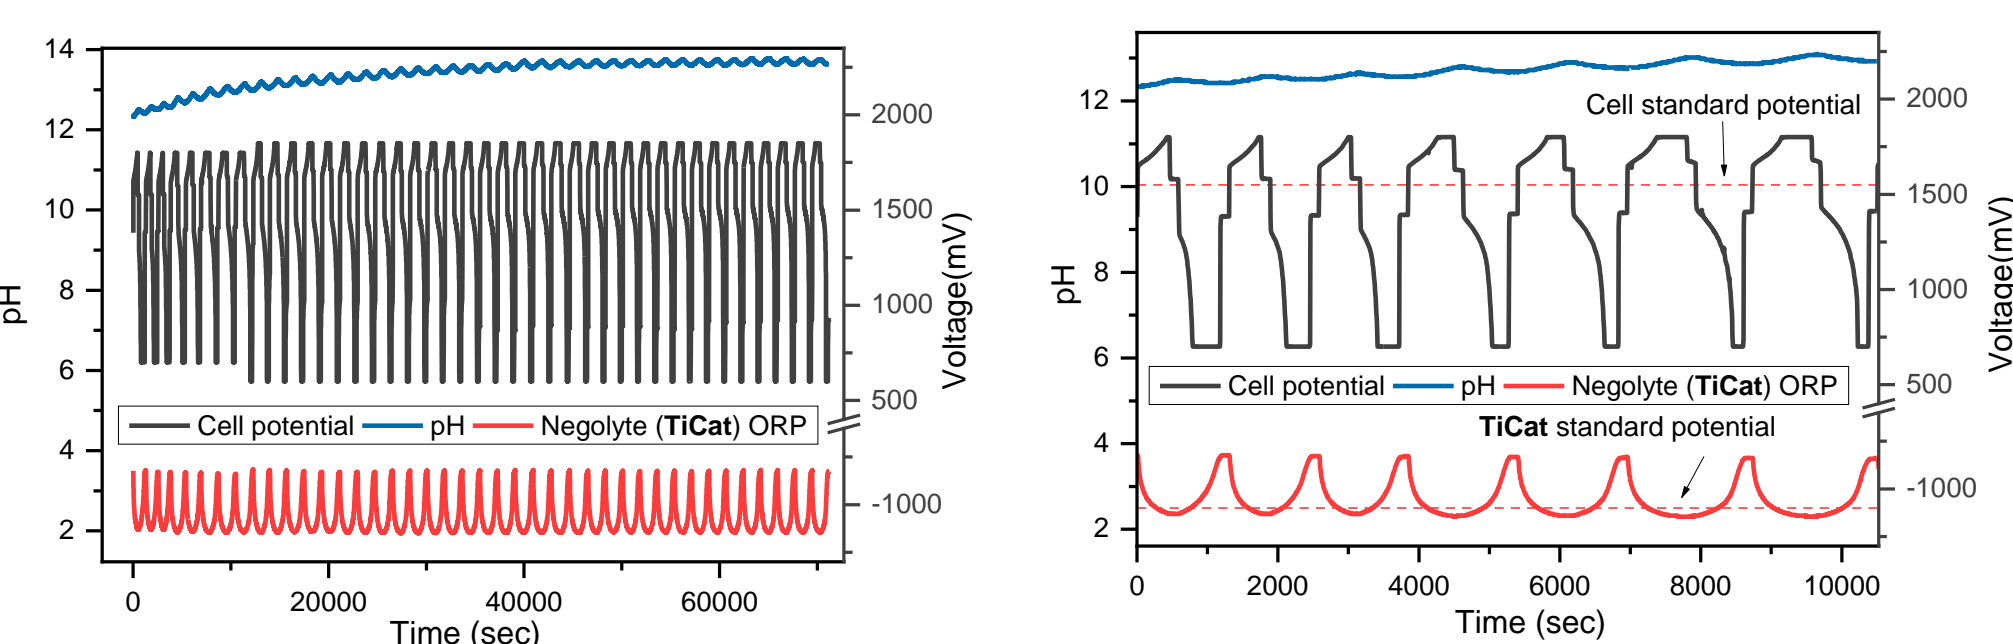 14
12
10
8
6
4
2
pH
2000
1500
1000
500
-1000
Voltage(mV)
Cell potential pH Negolyte (TiCat) ORP
0 20000 40000 60000
Time (sec)
12
10
8
6
4
2
pH
2000
1500
1000
500
-1000
Voltage(mV)
Cell standard potential
Cell potential pH Negolyte (TiCat) ORP
TiCat standard potential
0 2000 4000 6000 8000 10000
Time (sec)